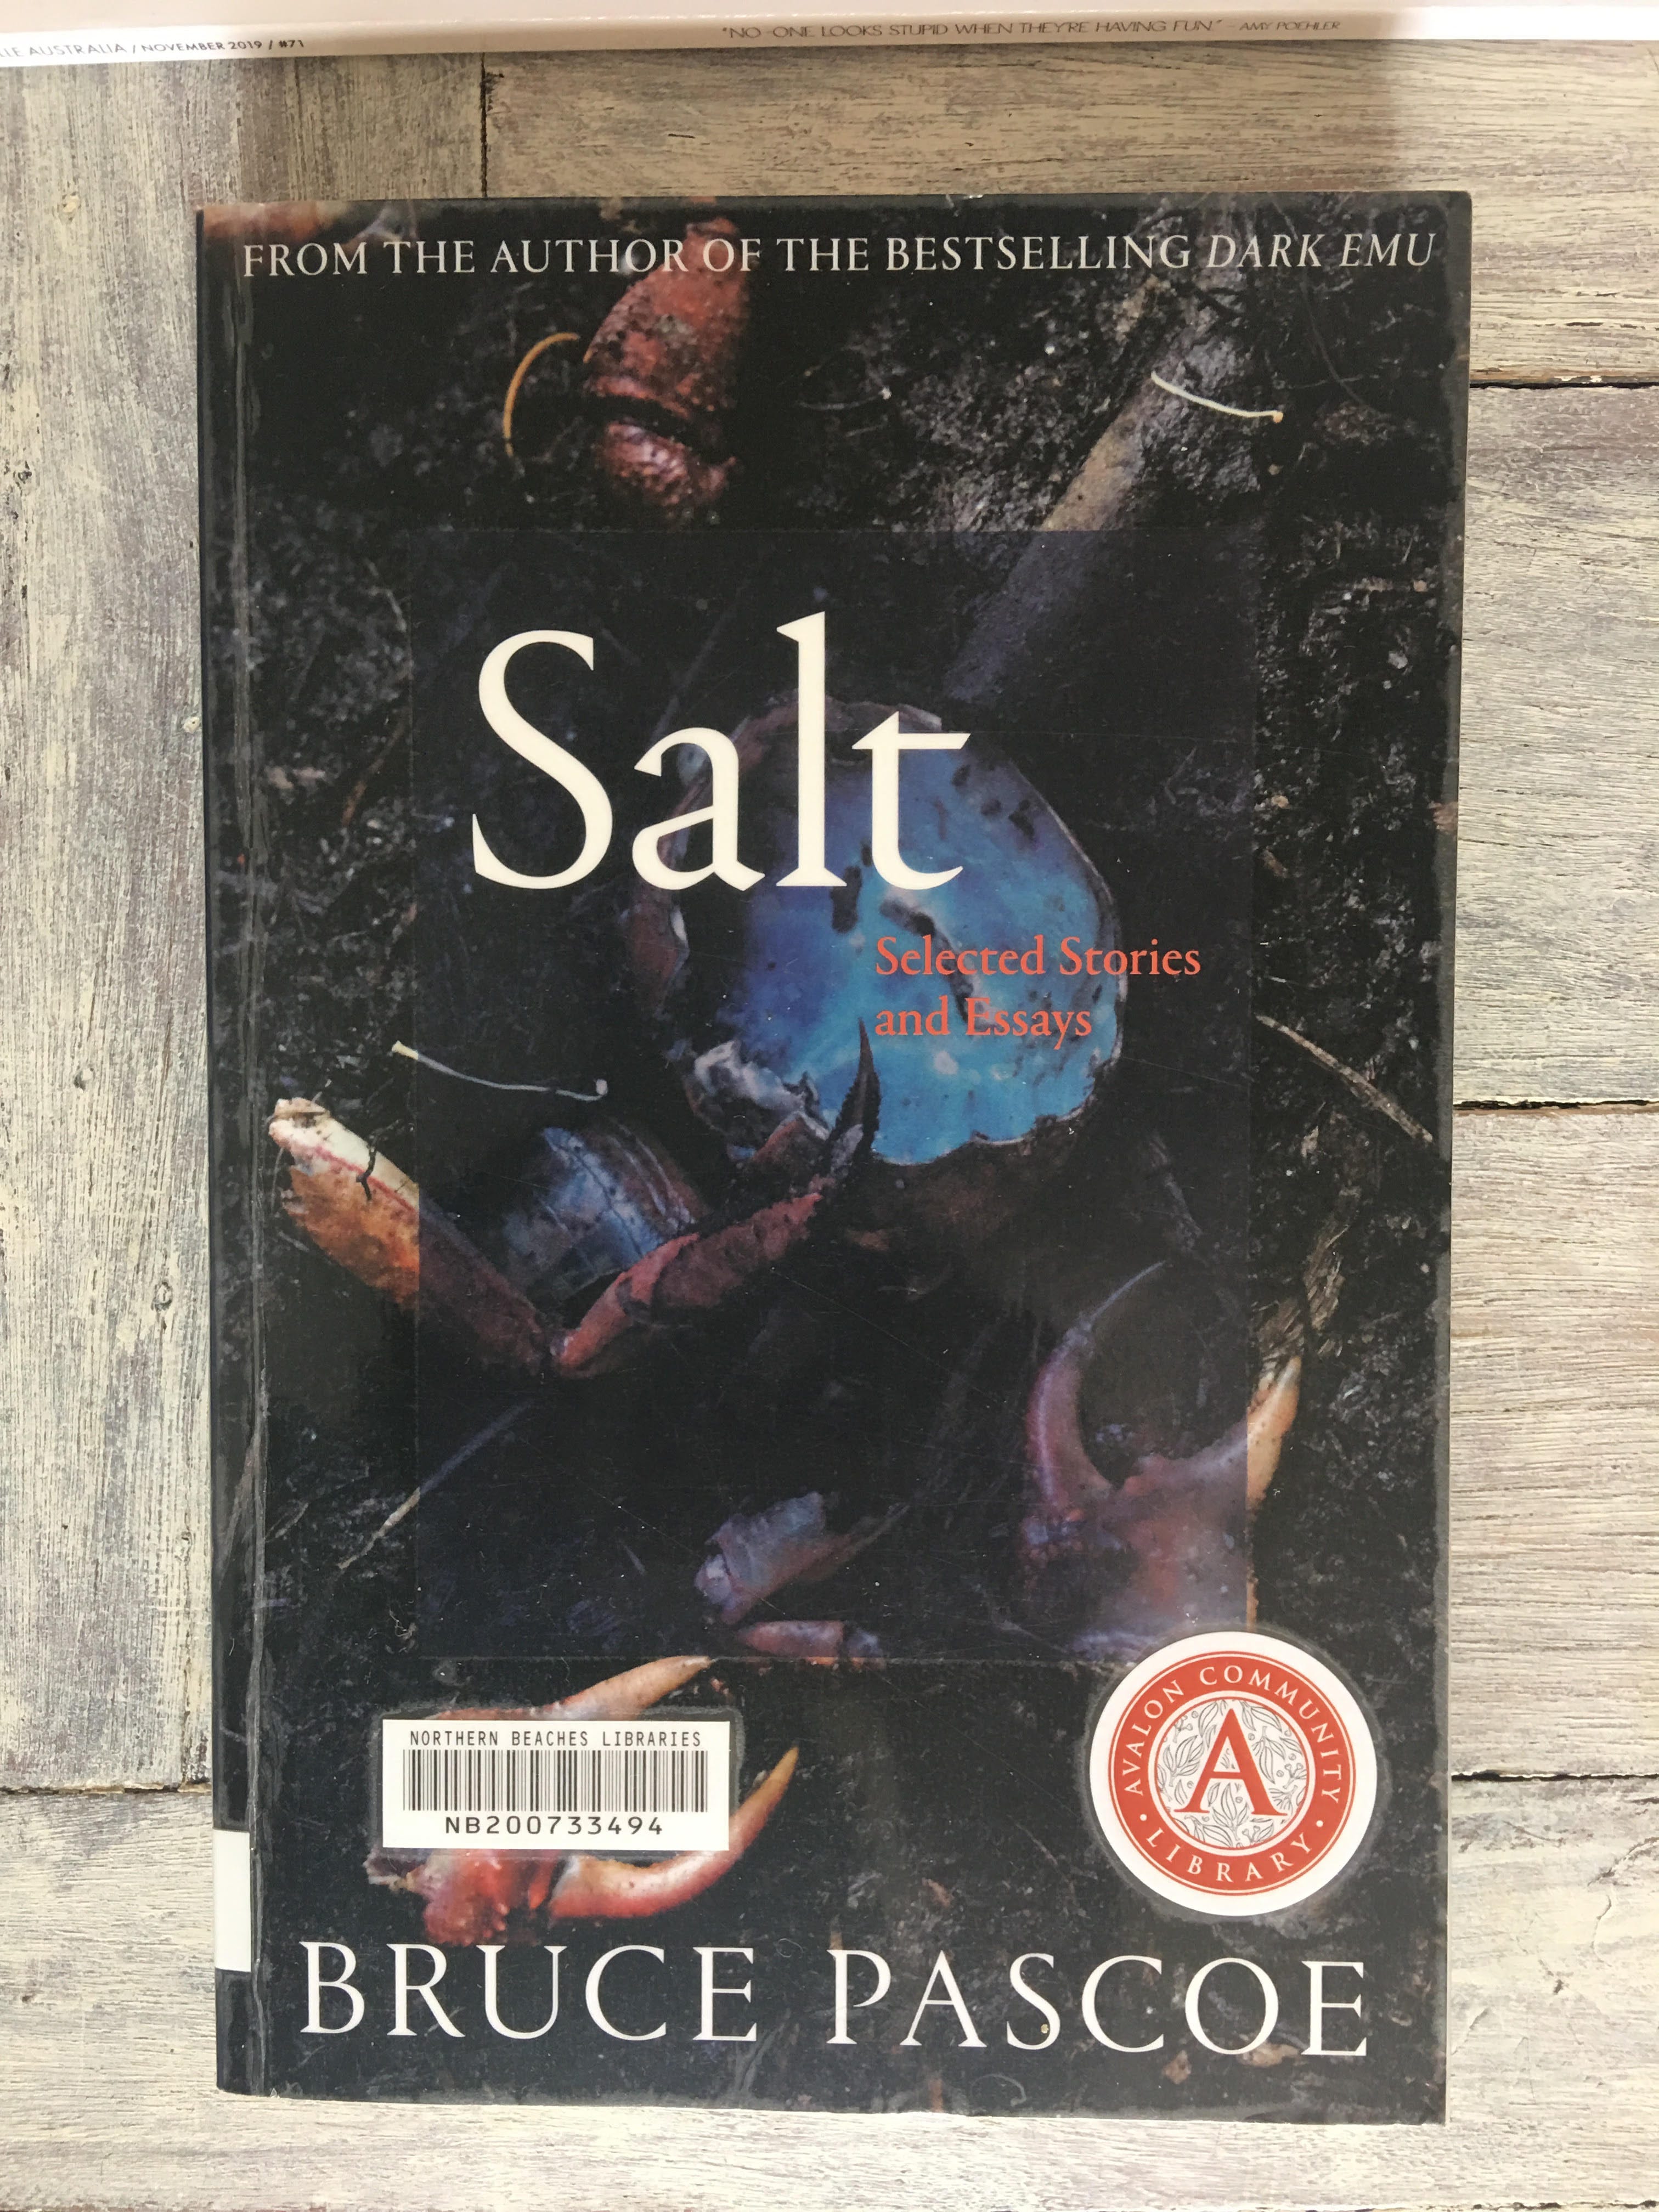 "NO ONE LOOKS STUPID WHEN THEY'RE HAVING FUN." – AMY POEHLER
AUSTRALIA / NOVEMBER 2019 / #71
FROM THE AUTHOR OF THE BESTSELLING DARK EMU
Salt
Selected Stories
and Essays
NORTHERN BEACHES LIBRARIES
NB200733494
AVALON COMMUNITY
A
• LIBRARY •
BRUCE PASCOE